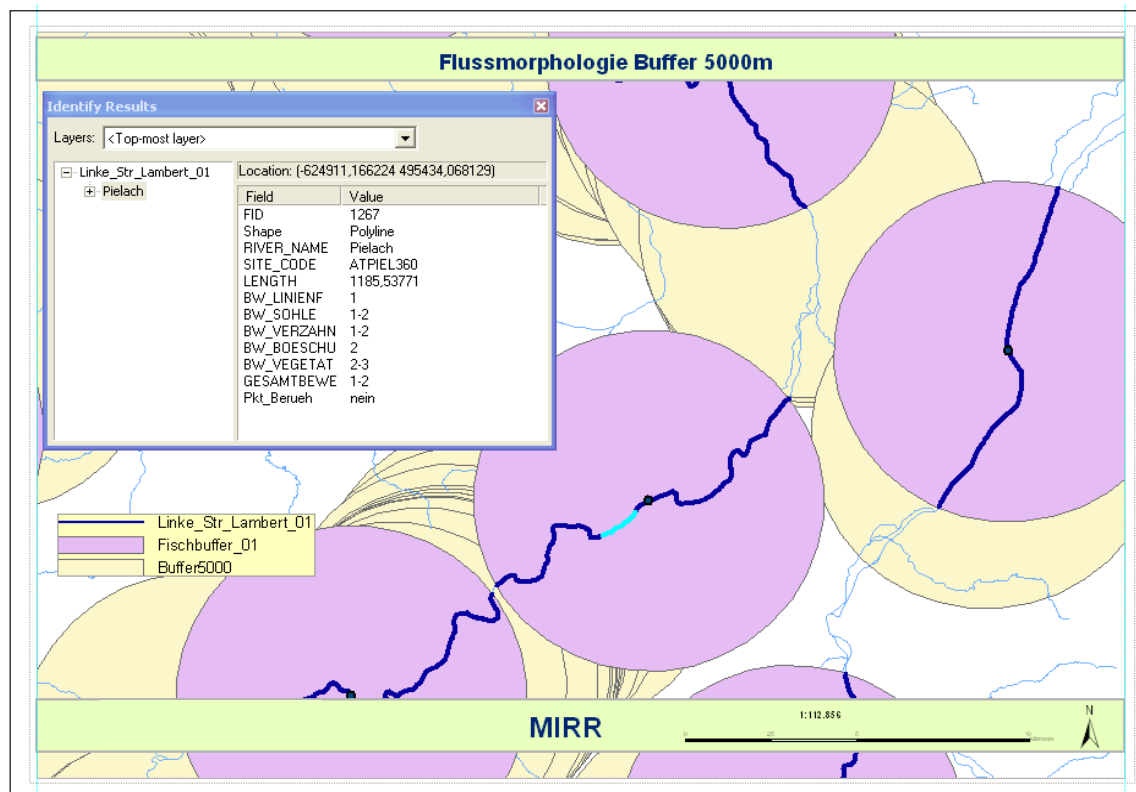 Flussmorphologie Buffer 5000m
Identify Results
Layers: <Top-most layer>
Linke_Str_Lambert_01
Pielach
Location: (-624911,166224 495434,068129)
Field Value
FID 1267
Shape Polyline
RIVER_NAME Pielach
SITE_CODE ATPIEL360
LENGTH 1185,53771
BW_LINIENF 1
BW_SOHLE 1-2
BW_VERZAHN 1-2
BW_BOESCHU 2
BW_VEGETAT 2-3
GESAMTBEWE 1-2
Pkt_Berueh nein
Linke_Str_Lambert_01
Fischbuffer_01
Buffer5000
MIRR
1:112.856
N